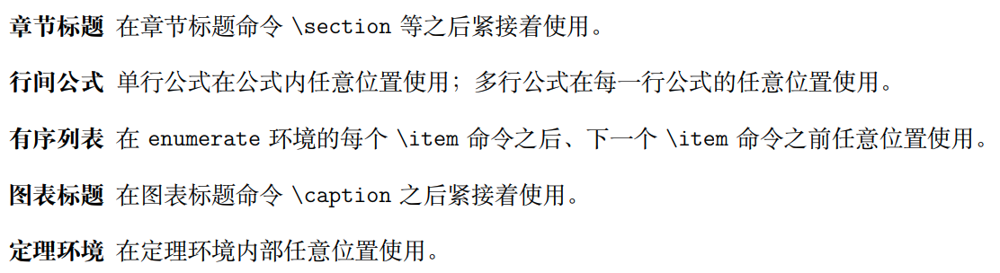 章节标题 在章节标题命令 \section 等之后紧接着使用。
行间公式 单行公式在公式内任意位置使用；多行公式在每一行公式的任意位置使用。
有序列表 在 enumerate 环境的每个 \item 命令之后、下一个 \item 命令之前任意位置使用。
图表标题 在图表标题命令 \caption 之后紧接着使用。
定理环境 在定理环境内部任意位置使用。